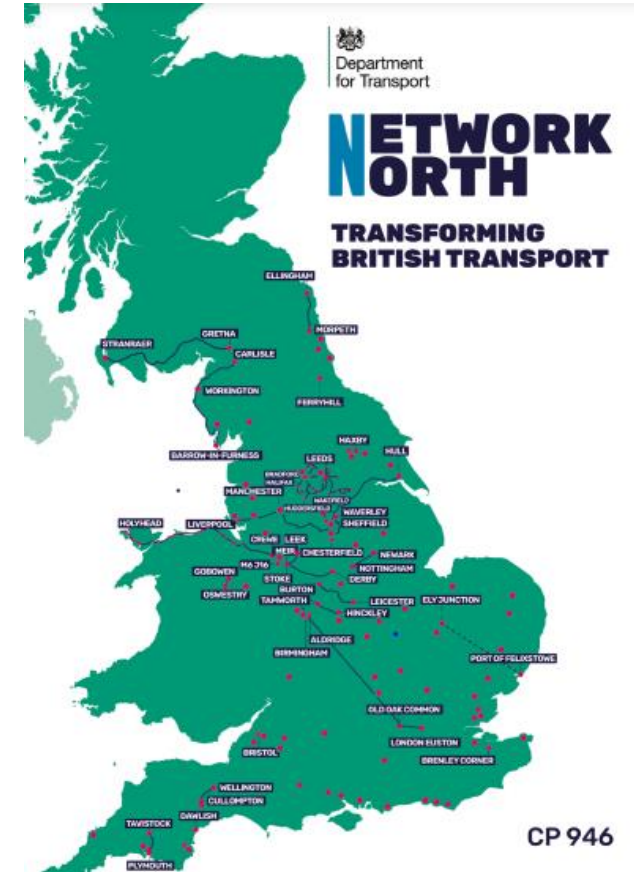 Department
for Transport
NETWORK
NORTH
TRANSFORMING
BRITISH TRANSPORT
ELLINGHAM
MORPETH
GRETNA
STRANRAER
CARLISLE
WORKINGTON
FERRYHILL
HAXBY
HULL
BARROW-IN-FURNESS
LEEDS
BRADFORD
HALIFAX
MANCHESTER
WAKEFIELD
HUDDERSFIELD
WAVERLEY
HOLYHEAD
LIVERPOOL
SHEFFIELD
CREWE
LEEK
MEIR
CHESTERFIELD
NEWARK
M6 J16
NOTTINGHAM
GOBOWEN
STOKE
DERBY
OSWESTRY
BURTON
TAMWORTH
LEICESTER
ELY JUNCTION
HINCKLEY
ALDRIDGE
BIRMINGHAM
PORT OF FELIXSTOWE
OLD OAK COMMON
LONDON EUSTON
BRISTOL
BRENLEY CORNER
WELLINGTON
CULLOMPTON
DAWLISH
TAVISTOCK
PLYMOUTH
CP 946